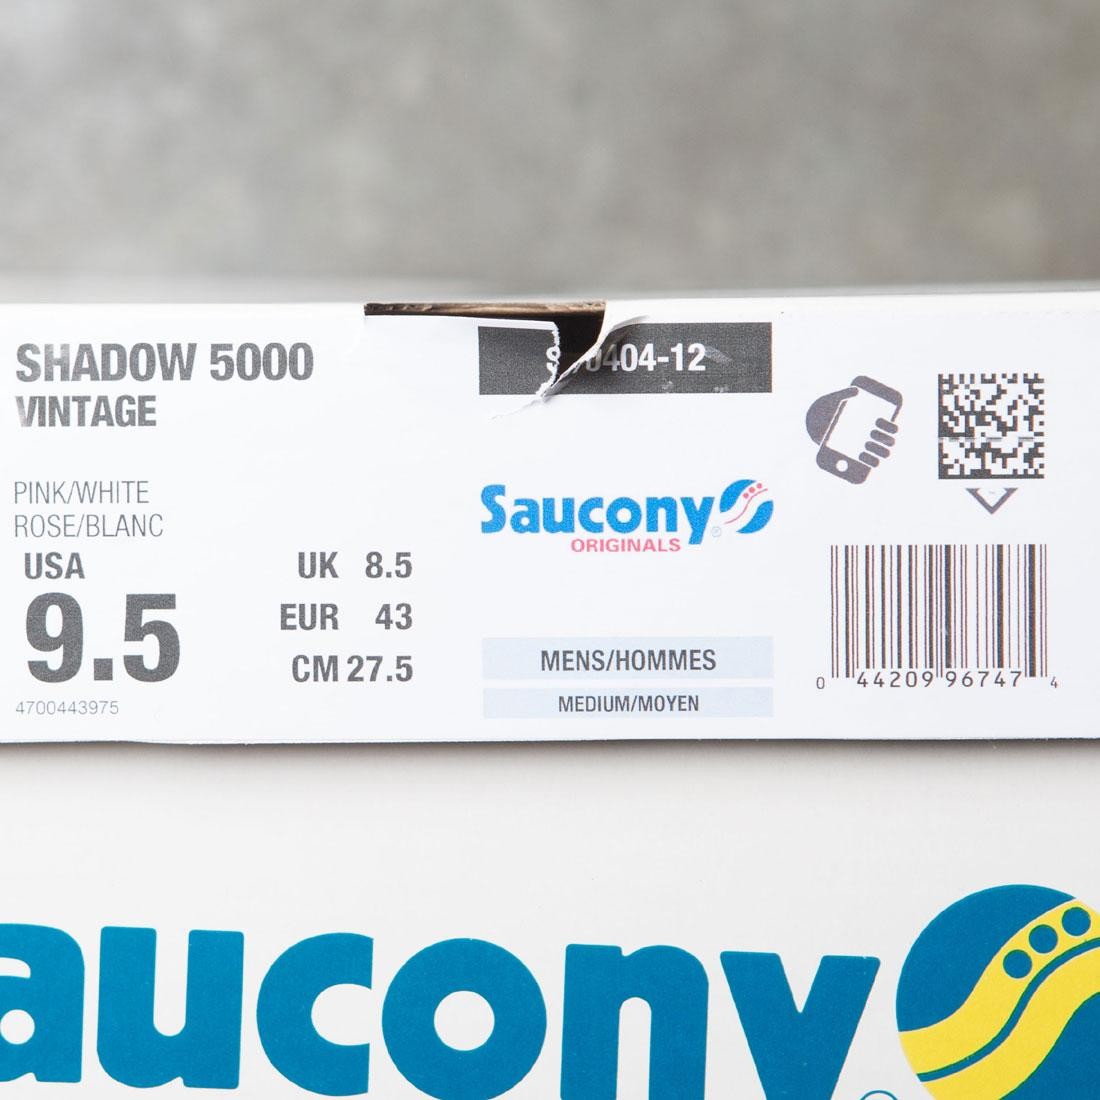 SHADOW 5000
VINTAGE
0404-12
PINK/WHITE
ROSE/BLANC
USA
9.5
UK 8.5
EUR 43
CM 27.5
4700443975
Saucony
ORIGINALS
MENS/HOMMES
MEDIUM/MOYEN
0 44209 96747 4
aucony